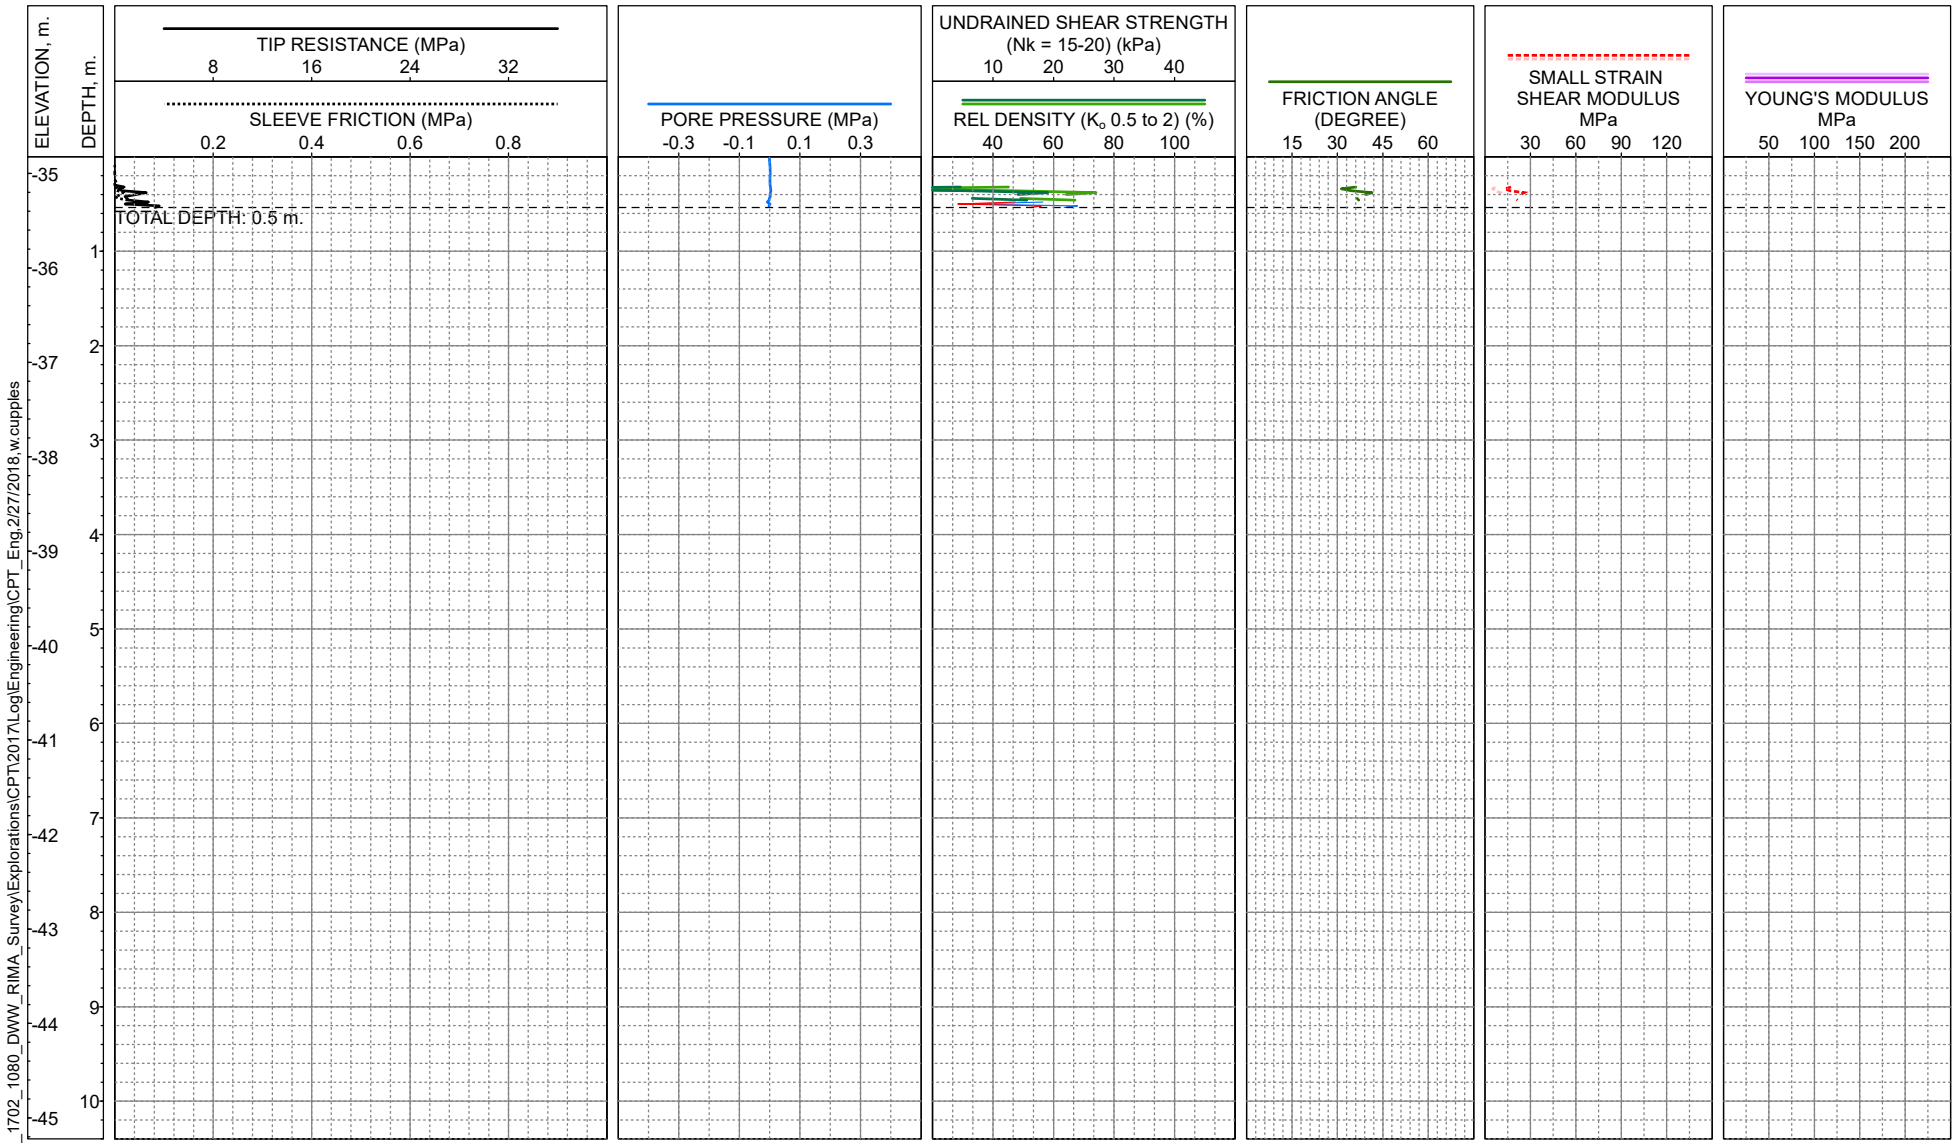 ELEVATION, m.
DEPTH, m.
TIP RESISTANCE (MPa)
8 16 24 32
SLEEVE FRICTION (MPa)
0.2 0.4 0.6 0.8
PORE PRESSURE (MPa)
-0.3 -0.1 0.1 0.3
UNDRAINED SHEAR STRENGTH
(Nk = 15-20) (kPa)
10 20 30 40
REL DENSITY (Ko 0.5 to 2) (%)
40 60 80 100
FRICTION ANGLE
(DEGREE)
15 30 45 60
SMALL STRAIN
SHEAR MODULUS
MPa
30 60 90 120
YOUNG'S MODULUS
MPa
50 100 150 200
-35
TOTAL DEPTH: 0.5 m.
1
-36
2
-37
3
-38
4
-39
5
-40
6
-41
7
-42
8
-43
9
-44
10
-45
_1702_1080_DWW_RIMA_Survey\Explorations\CPT\2017\Log\Engineering\CPT_Eng,2/27/2018,w.cupples